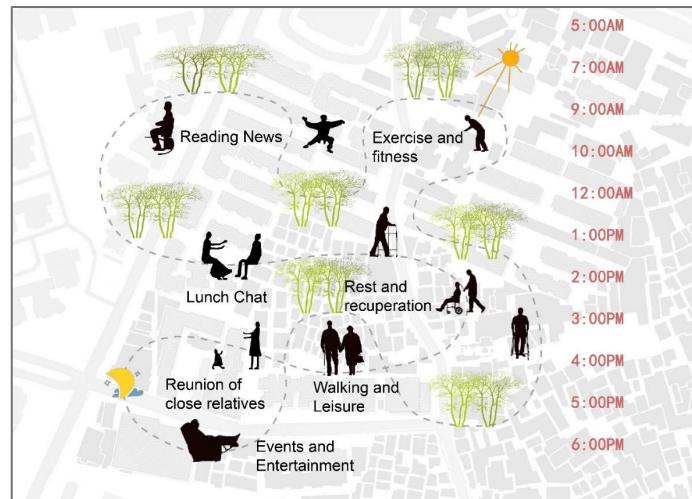 5:00AM
7:00AM
9:00AM
Reading News
Exercise and
fitness
10:00AM
12:00AM
1:00PM
Lunch Chat
Rest and
recuperation
2:00PM
3:00PM
4:00PM
Reunion of
close relatives
Walking and
Leisure
5:00PM
Events and
Entertainment
6:00PM